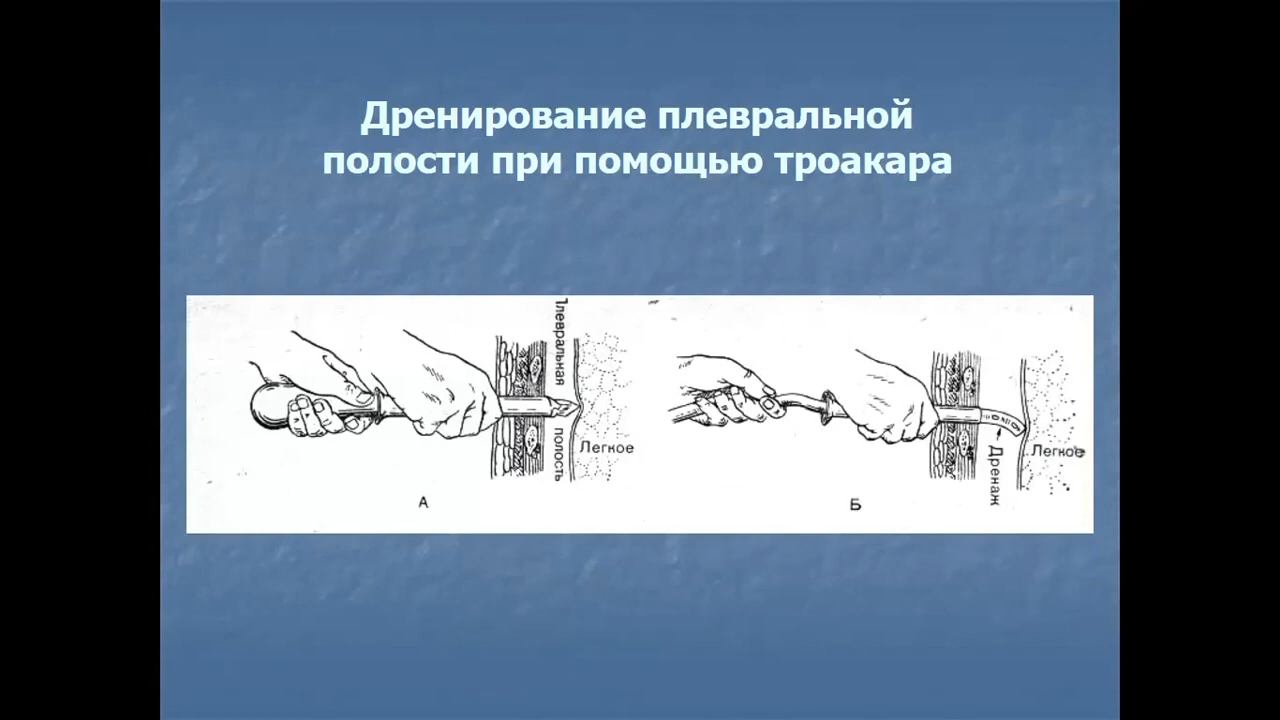 Дренирование плевральной
полости при помощью троакара
Плевральная
полость
Легкое
А
Дренаж
Легкое
Б